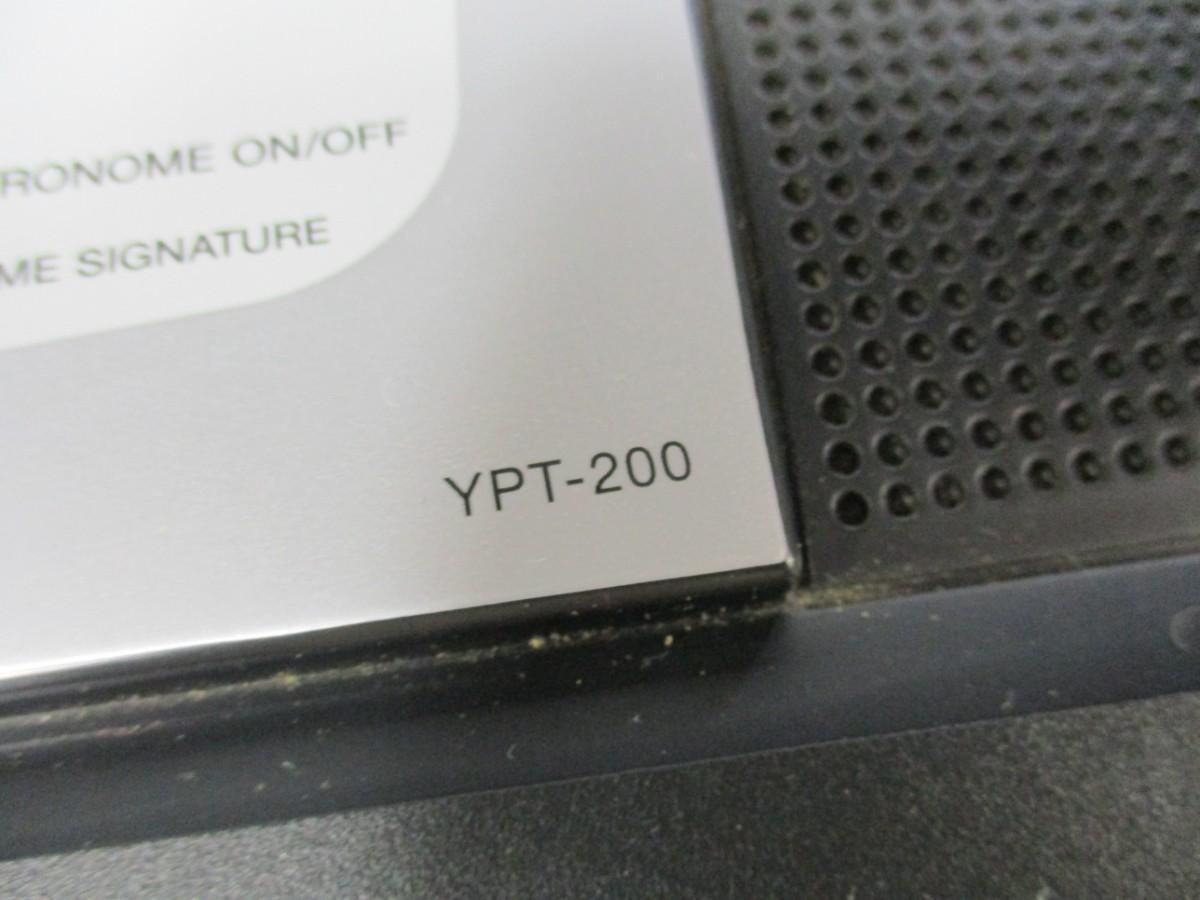 RONOME ON/OFF
ME SIGNATURE
YPT-200